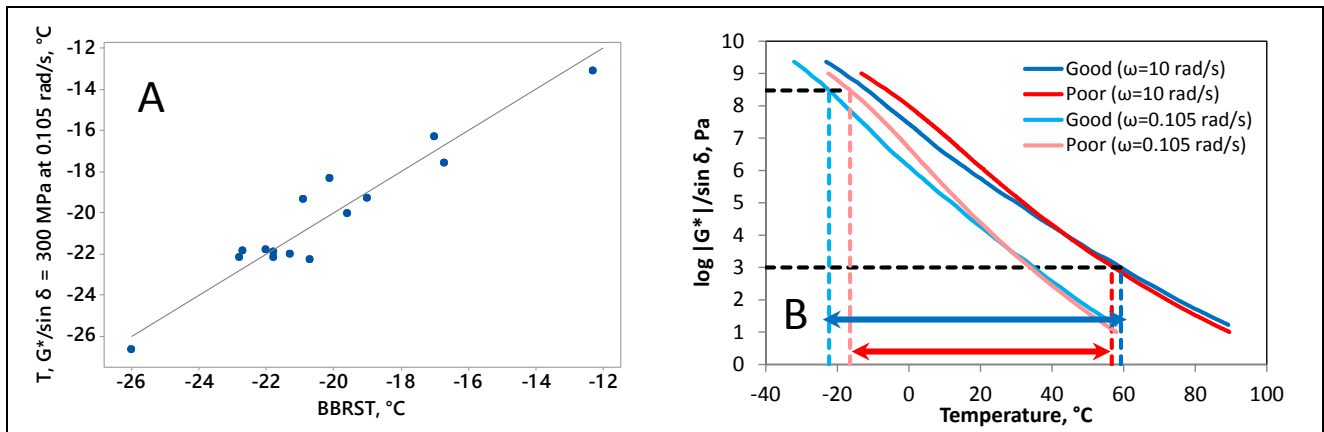 T, G*/sin δ = 300 MPa at 0.105 rad/s, °C
-12
-14
-16
-18
-20
-22
-24
-26
A
-26 -24 -22 -20 -18 -16 -14 -12
BBRST, °C
log |G*|/sin δ, Pa
10
9
8
7
6
5
4
3
2
1
0
Good (ω=10 rad/s)
Poor (ω=10 rad/s)
Good (ω=0.105 rad/s)
Poor (ω=0.105 rad/s)
B
-40 -20 0 20 40 60 80 100
Temperature, °C